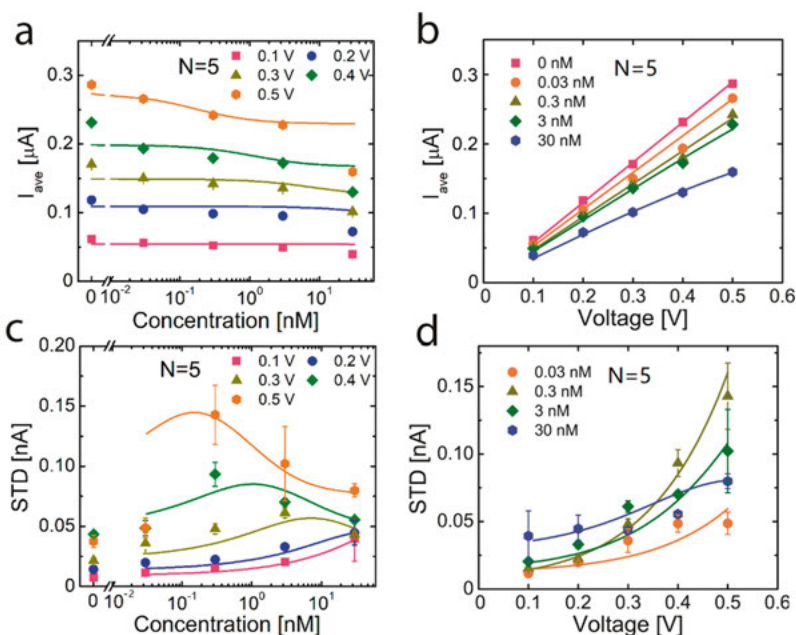 a
N=5
0.1 V
0.2 V
0.3 V
0.4 V
0.5 V
I_ave [µA]
0.3
0.2
0.1
0
0 10^-2 10^-1 10^0 10^1
Concentration [nM]
b
0 nM
0.03 nM
0.3 nM
3 nM
30 nM
N=5
I_ave [µA]
0.3
0.2
0.1
0
0 0.1 0.2 0.3 0.4 0.5 0.6
Voltage [V]
c
N=5
0.1 V
0.2 V
0.3 V
0.4 V
0.5 V
STD [nA]
0.20
0.15
0.10
0.05
0
0 10^-2 10^-1 10^0 10^1
Concentration [nM]
d
0.03 nM
0.3 nM
3 nM
30 nM
N=5
STD [nA]
0.15
0.10
0.05
0
0 0.1 0.2 0.3 0.4 0.5 0.6
Voltage [V]